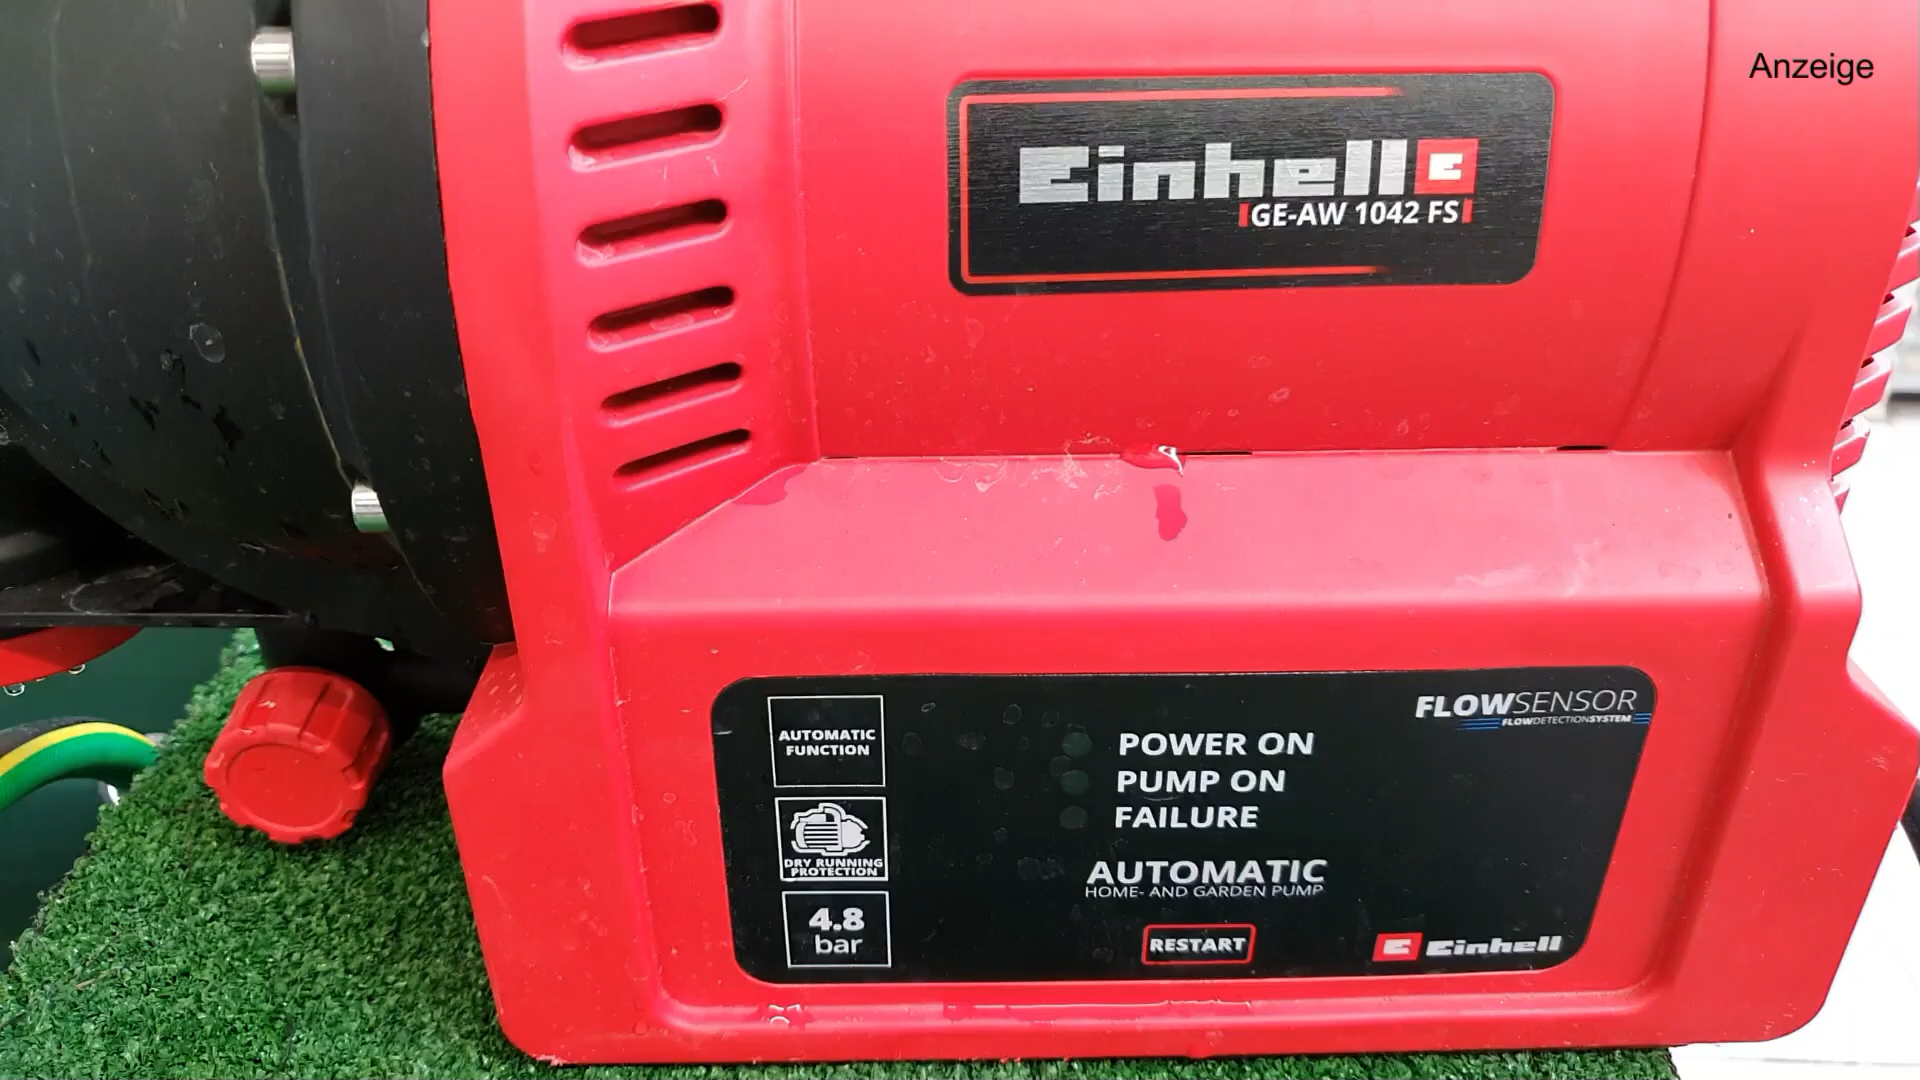 Anzeige
Einhell E
GE-AW 1042 FS
FLOWSENSOR
FLOWDETECTIONSYSTEM
AUTOMATIC
FUNCTION
POWER ON
PUMP ON
FAILURE
DRY RUNNING
PROTECTION
AUTOMATIC
HOME- AND GARDEN PUMP
4.8
bar
RESTART
E Einhell